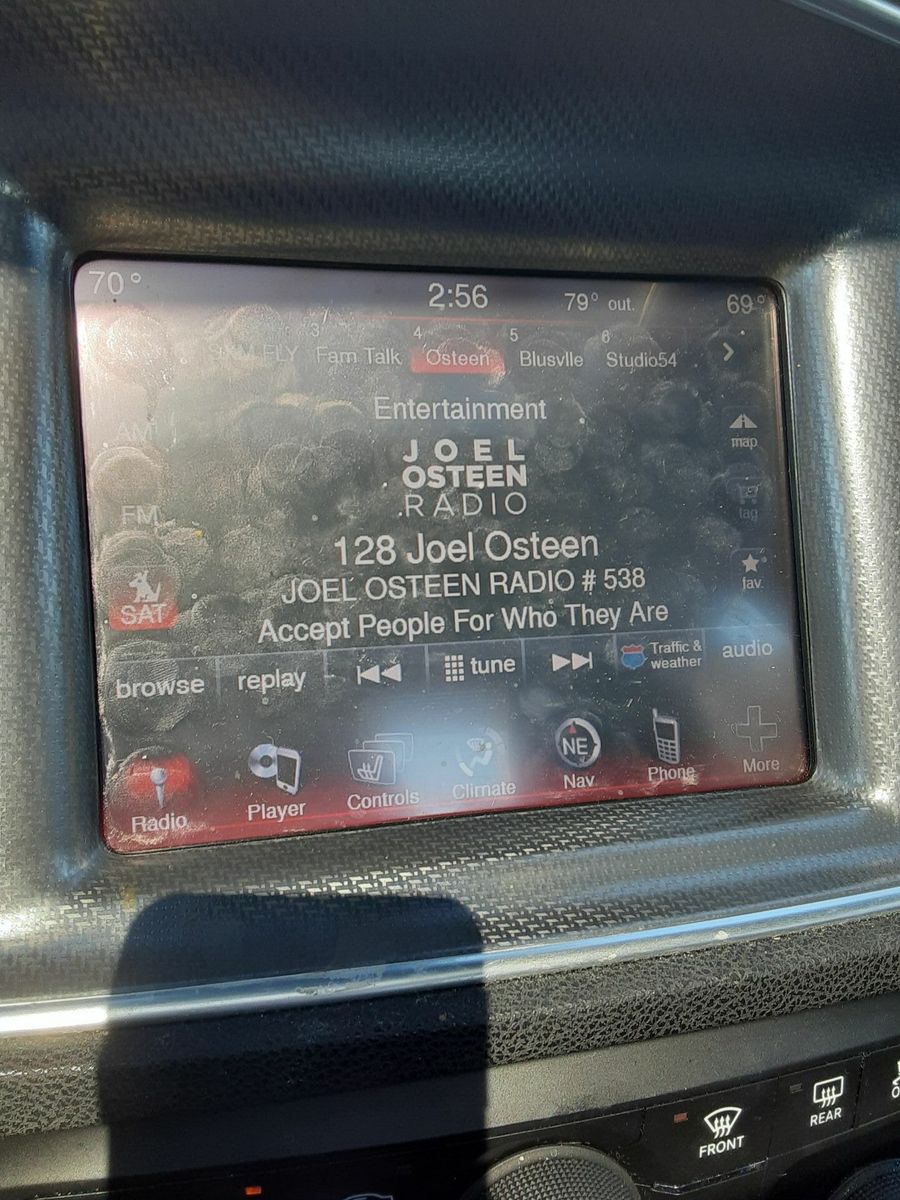 70°
2:56
79° out.
69°
FLY
3
Fam Talk
4
Osteen
5
Blusvlle
6
Studio54
Entertainment
JOEL
OSTEEN
RADIO
128 Joel Osteen
JOEL OSTEEN RADIO # 538
Accept People For Who They Are
AM
FM
SAT
map
tag
fav
browse
replay
tune
Traffic &
weather
audio
Radio
Player
Controls
Climate
NE
Nav
Phone
More
FRONT
REAR